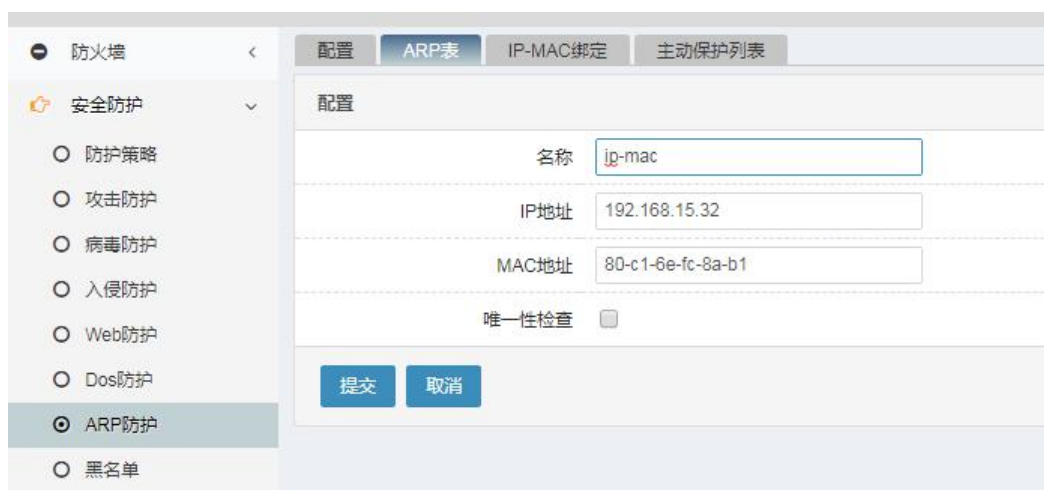 防火墙
配置 ARP表 IP-MAC绑定 主动保护列表
安全防护
配置
防护策略
名称 ip-mac
攻击防护
IP地址 192.168.15.32
病毒防护
MAC地址 80-c1-6e-fc-8a-b1
入侵防护
唯一性检查
Web防护
Dos防护
提交 取消
ARP防护
黑名单